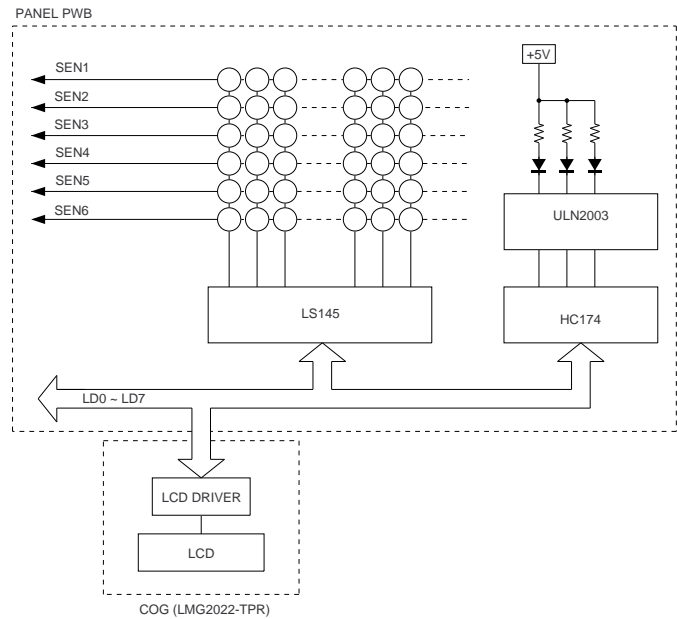 PANEL PWB
SEN1
SEN2
SEN3
SEN4
SEN5
SEN6
+5V
ULN2003
LS145
HC174
LD0 ~ LD7
LCD DRIVER
LCD
COG (LMG2022-TPR)